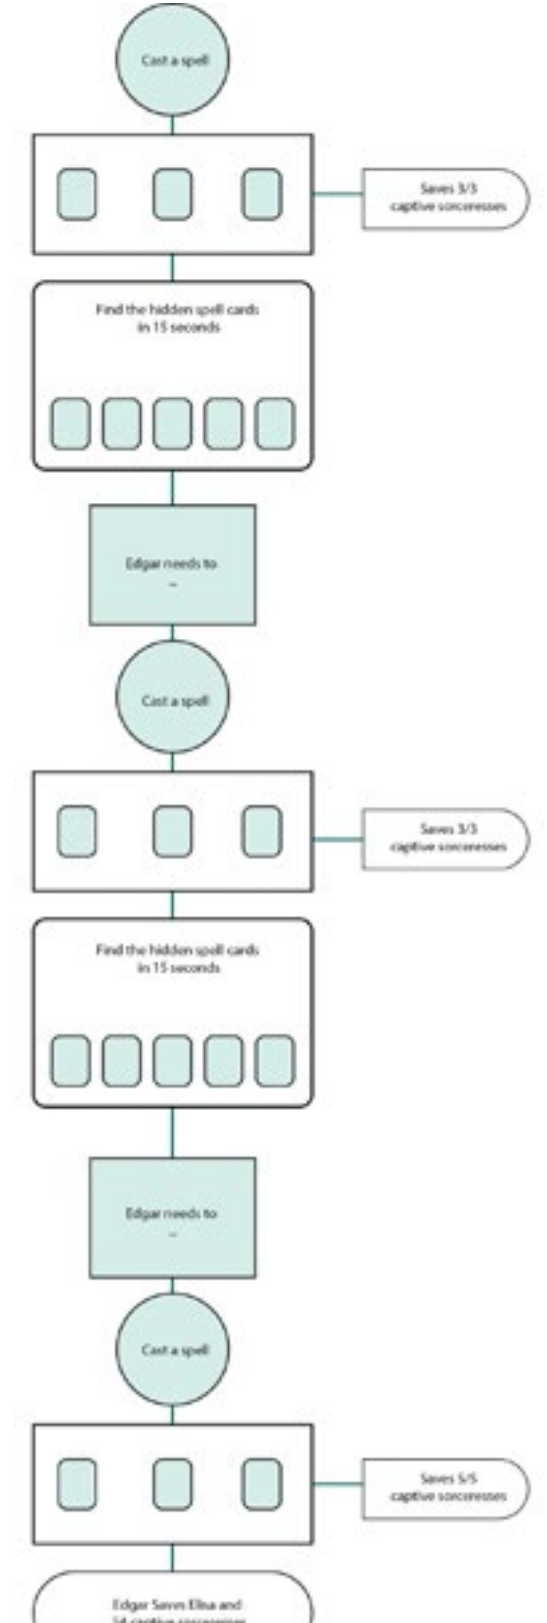 Cast a spell
Saves 3/3
captive sorceresses
Find the hidden spell cards
in 15 seconds
Edgar needs to
...
Cast a spell
Saves 3/3
captive sorceresses
Find the hidden spell cards
in 15 seconds
Edgar needs to
...
Cast a spell
Saves 5/5
captive sorceresses
Edgar Saves Elisa and
captive sorceresses